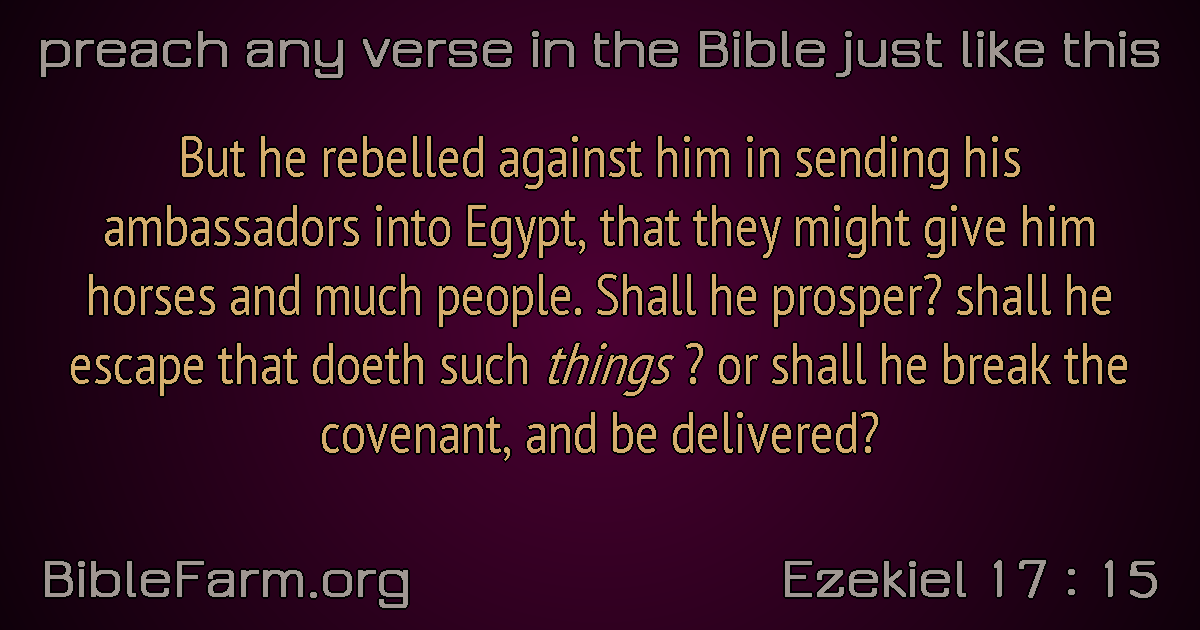 preach any verse in the Bible just like this
But he rebelled against him in sending his
ambassadors into Egypt, that they might give him
horses and much people. Shall he prosper? shall he
escape that doeth such things ? or shall he break the
covenant, and be delivered?
BibleFarm.org
Ezekiel 17 : 15